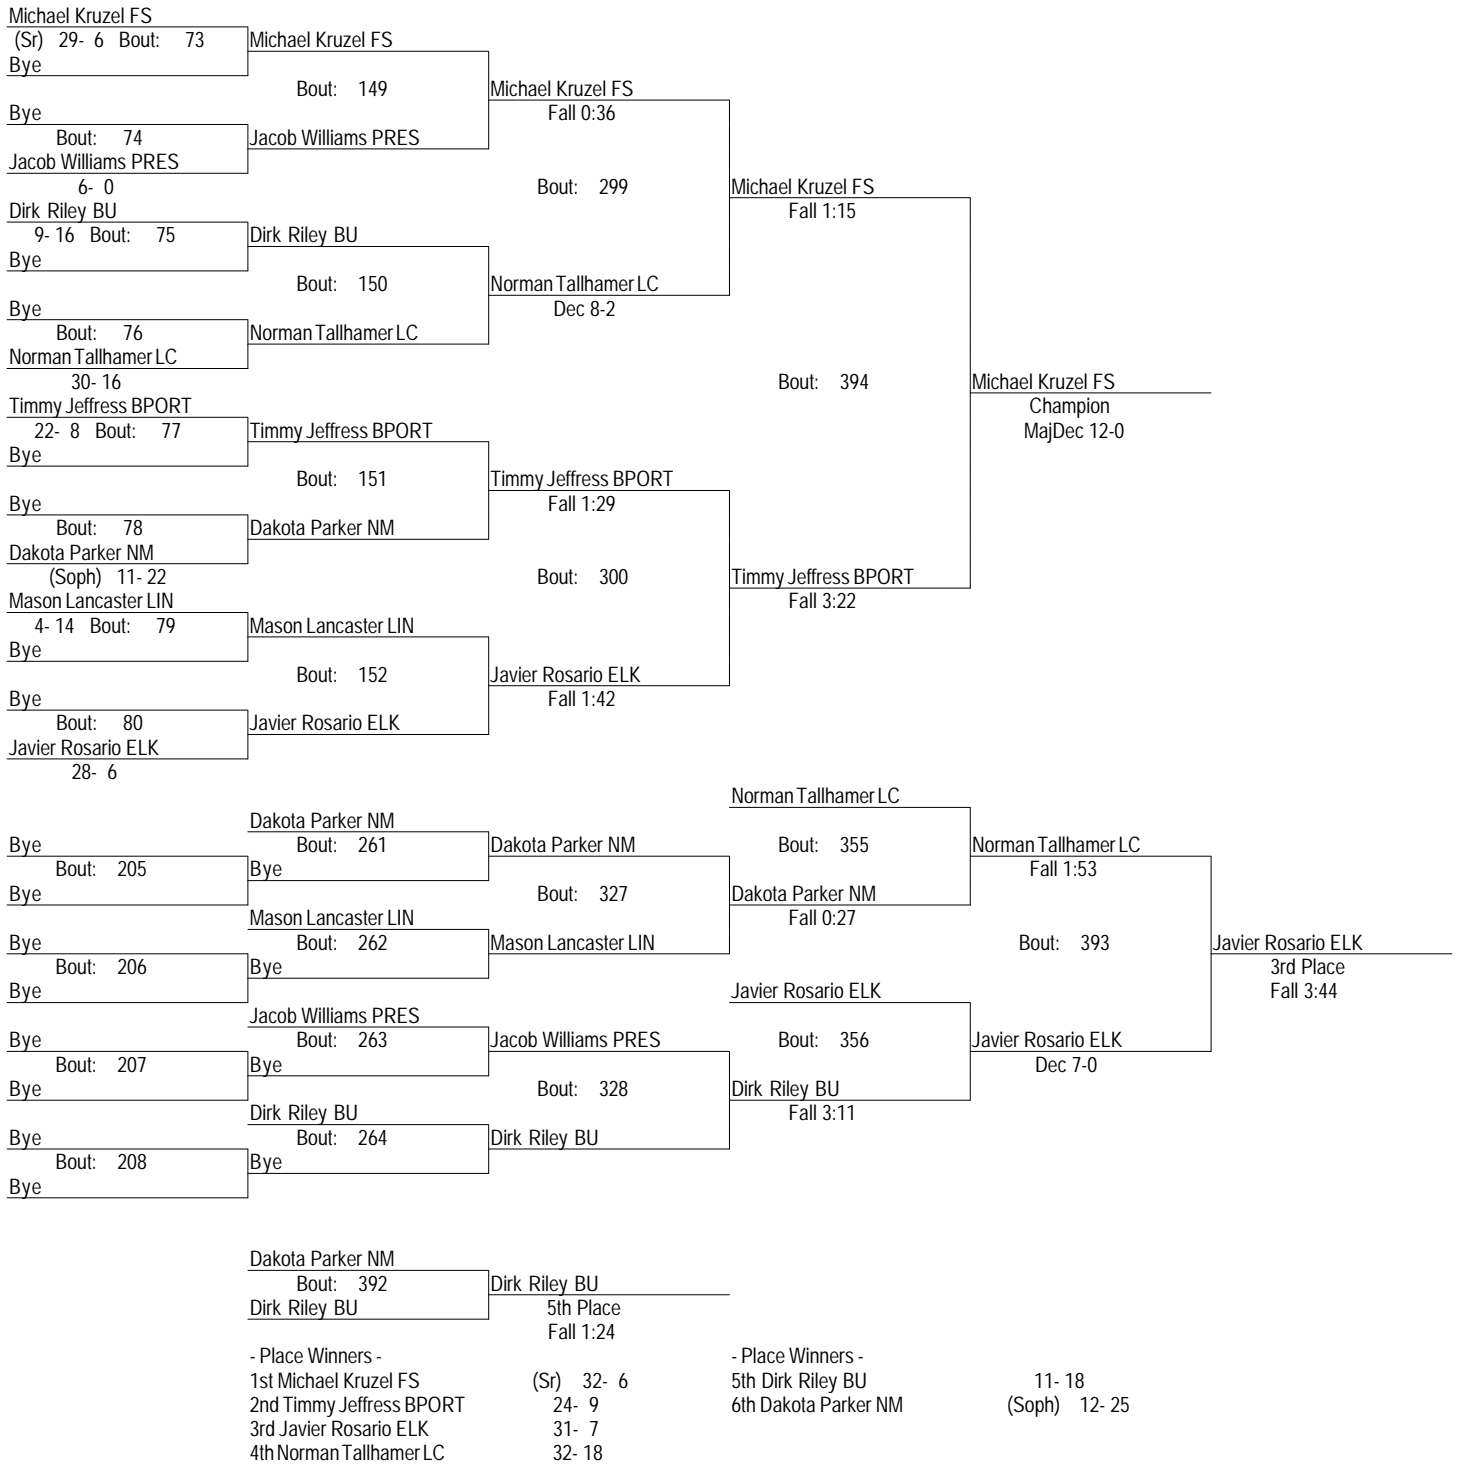 Michael Kruzel FS
(Sr) 29- 6 Bout: 73 Michael Kruzel FS
Bye
Bout: 149 Michael Kruzel FS
Bye Fall 0:36
Bout: 74 Jacob Williams PRES
Jacob Williams PRES
6- 0 Bout: 299 Michael Kruzel FS
Dirk Riley BU Fall 1:15
9- 16 Bout: 75 Dirk Riley BU
Bye
Bout: 150 Norman Tallhamer LC
Bye Dec 8-2
Bout: 76 Norman Tallhamer LC
Norman Tallhamer LC
30- 16 Bout: 394 Michael Kruzel FS
Timmy Jeffress BPORT Champion
22- 8 Bout: 77 Timmy Jeffress BPORT MajDec 12-0
Bye
Bout: 151 Timmy Jeffress BPORT
Bye Fall 1:29
Bout: 78 Dakota Parker NM
Dakota Parker NM
(Soph) 11- 22 Bout: 300 Timmy Jeffress BPORT
Mason Lancaster LIN Fall 3:22
4- 14 Bout: 79 Mason Lancaster LIN
Bye
Bout: 152 Javier Rosario ELK
Bye Fall 1:42
Bout: 80 Javier Rosario ELK
Javier Rosario ELK
28- 6
Norman Tallhamer LC
Dakota Parker NM
Bye Bout: 261 Dakota Parker NM Bout: 355 Norman Tallhamer LC
Bout: 205 Bye Fall 1:53
Bye Bout: 327 Dakota Parker NM
Mason Lancaster LIN Fall 0:27
Bye Bout: 262 Mason Lancaster LIN Bout: 393 Javier Rosario ELK
Bout: 206 Bye 3rd Place
Bye Javier Rosario ELK Fall 3:44
Jacob Williams PRES
Bye Bout: 263 Jacob Williams PRES Bout: 356 Javier Rosario ELK
Bout: 207 Bye Dec 7-0
Bye Bout: 328 Dirk Riley BU
Dirk Riley BU Fall 3:11
Bye Bout: 264 Dirk Riley BU
Bout: 208 Bye
Bye
Dakota Parker NM
Bout: 392 Dirk Riley BU
Dirk Riley BU 5th Place
Fall 1:24
- Place Winners - - Place Winners -
1st Michael Kruzel FS (Sr) 32- 6 5th Dirk Riley BU 11- 18
2nd Timmy Jeffress BPORT 24- 9 6th Dakota Parker NM (Soph) 12- 25
3rd Javier Rosario ELK 31- 7
4th Norman Tallhamer LC 32- 18